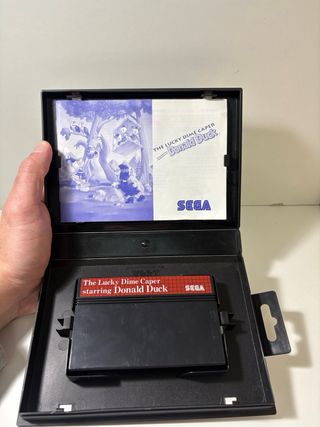 THE LUCKY DIME CAPER
Donald Duck
SEGA
The Lucky Dime Caper
starring Donald Duck
SEGA